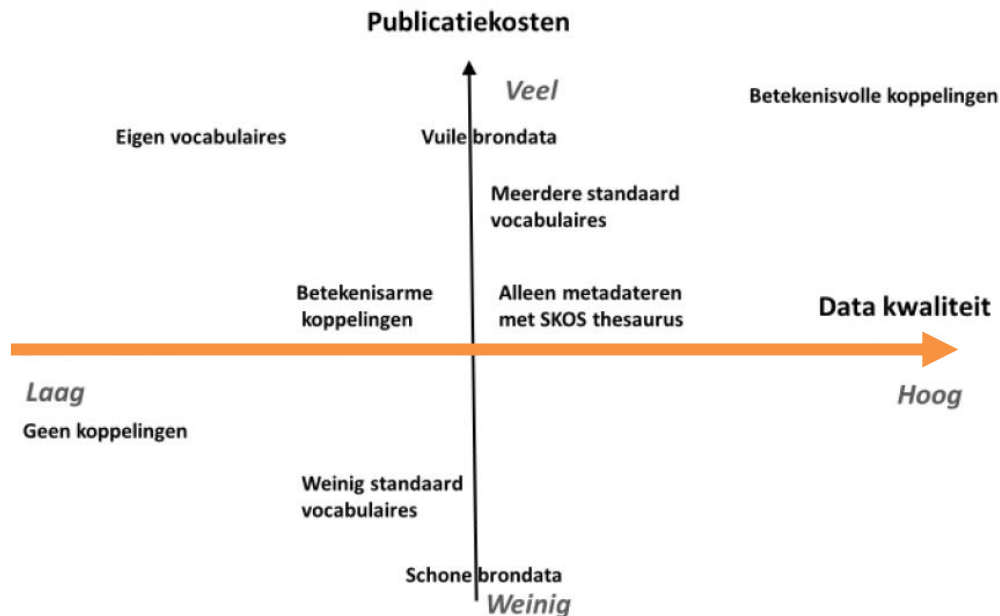 Publicatiekosten
Veel
Betekenisvolle koppelingen
Eigen vocabulaires
Vuile brondata
Meerdere standaard
vocabulaires
Betekenisarme
koppelingen
Alleen metadateren
met SKOS thesaurus
Data kwaliteit
Laag
Hoog
Geen koppelingen
Weinig standaard
vocabulaires
Schone brondata
Weinig